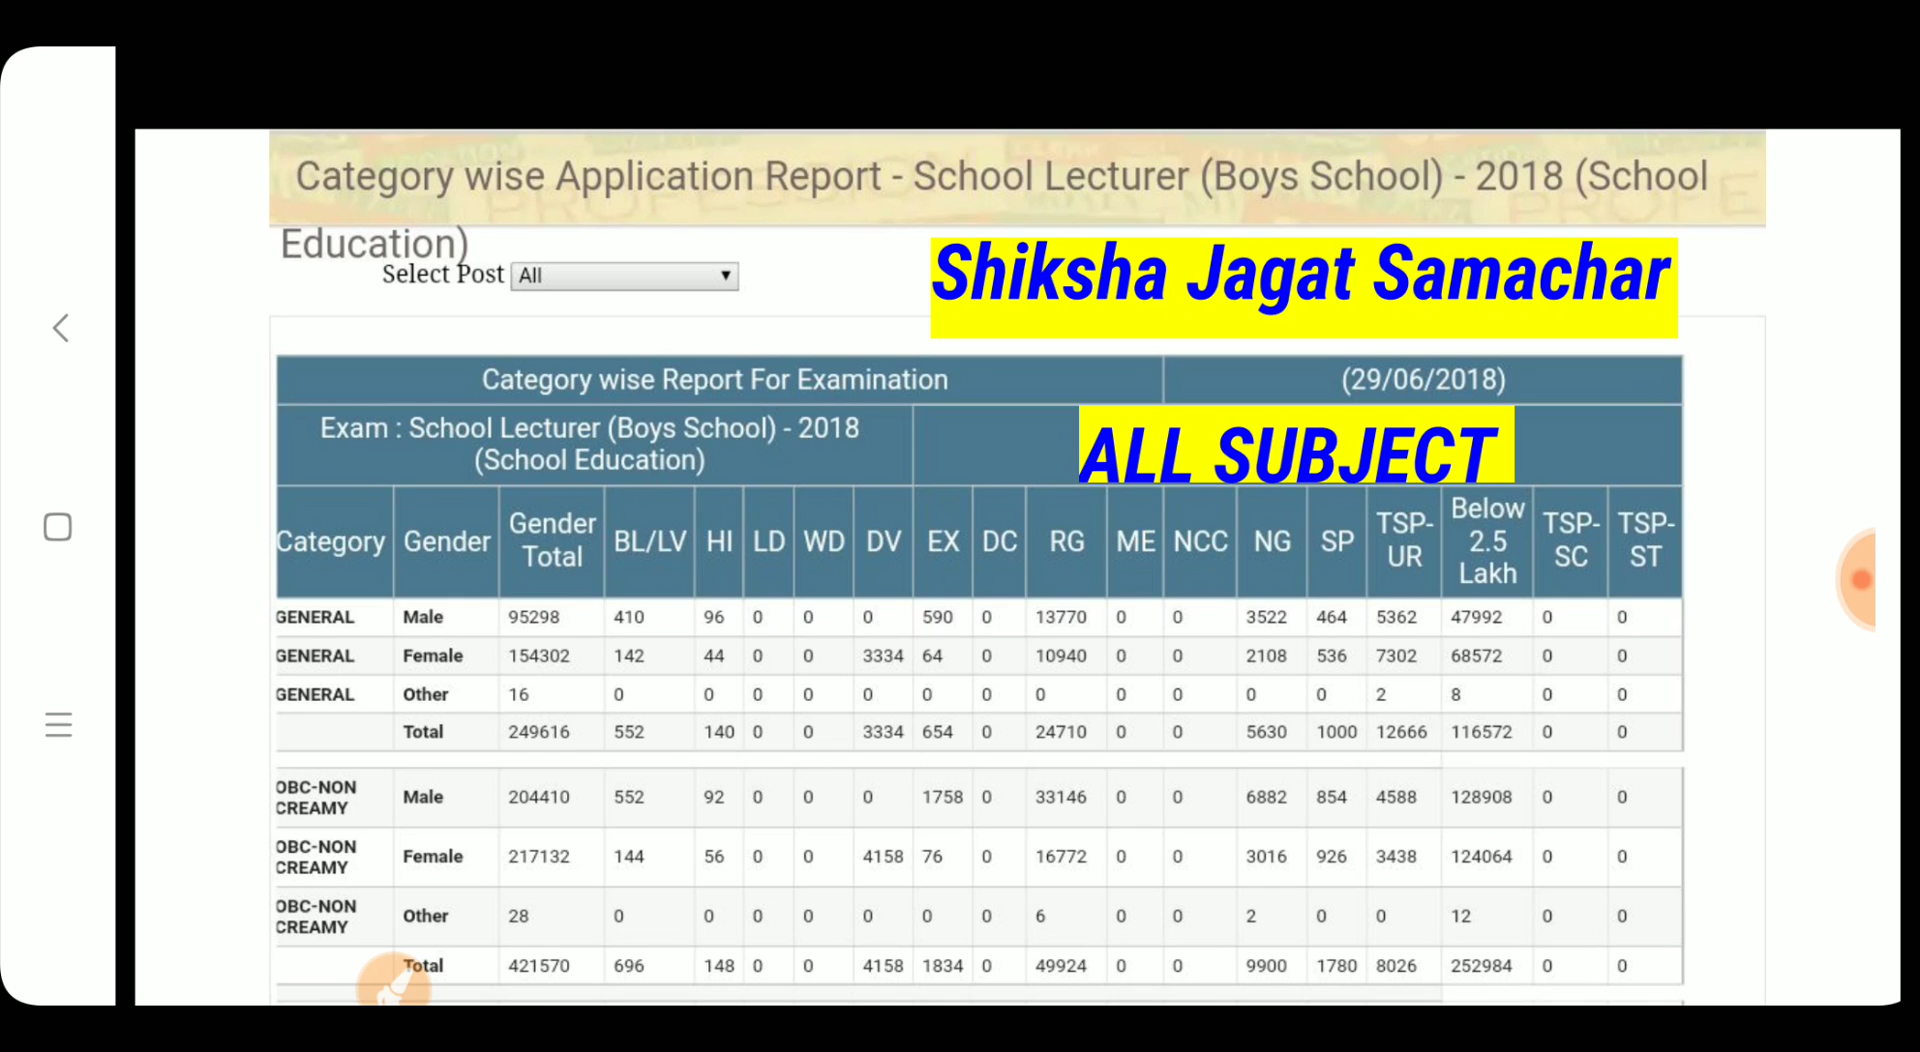 Category wise Application Report - School Lecturer (Boys School) - 2018 (School
Education)
Select Post All
Shiksha Jagat Samachar
Category wise Report For Examination (29/06/2018)
Exam : School Lecturer (Boys School) - 2018
(School Education)
ALL SUBJECT
Category Gender Gender Total BL/LV HI LD WD DV EX DC RG ME NCC NG SP TSP-UR Below 2.5 Lakh TSP-SC TSP-ST
GENERAL Male 95298 410 96 0 0 0 590 0 13770 0 0 3522 464 5362 47992 0 0
GENERAL Female 154302 142 44 0 0 3334 64 0 10940 0 0 2108 536 7302 68572 0 0
GENERAL Other 16 0 0 0 0 0 0 0 0 0 0 0 0 2 8 0 0
Total 249616 552 140 0 0 3334 654 0 24710 0 0 5630 1000 12666 116572 0 0
OBC-NON CREAMY Male 204410 552 92 0 0 0 1758 0 33146 0 0 6882 854 4588 128908 0 0
OBC-NON CREAMY Female 217132 144 56 0 0 4158 76 0 16772 0 0 3016 926 3438 124064 0 0
OBC-NON CREAMY Other 28 0 0 0 0 0 0 0 6 0 0 2 0 0 12 0 0
Total 421570 696 148 0 0 4158 1834 0 49924 0 0 9900 1780 8026 252984 0 0